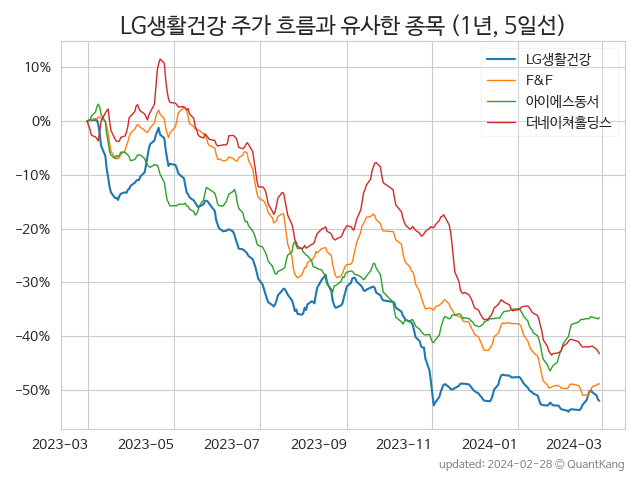 LG생활건강 주가 흐름과 유사한 종목 (1년, 5일선)
LG생활건강
F&F
아이에스동서
더네이쳐홀딩스
10%
0%
−10%
−20%
−30%
−40%
−50%
2023-03 2023-05 2023-07 2023-09 2023-11 2024-01 2024-03
updated: 2024-02-28 © QuantKang